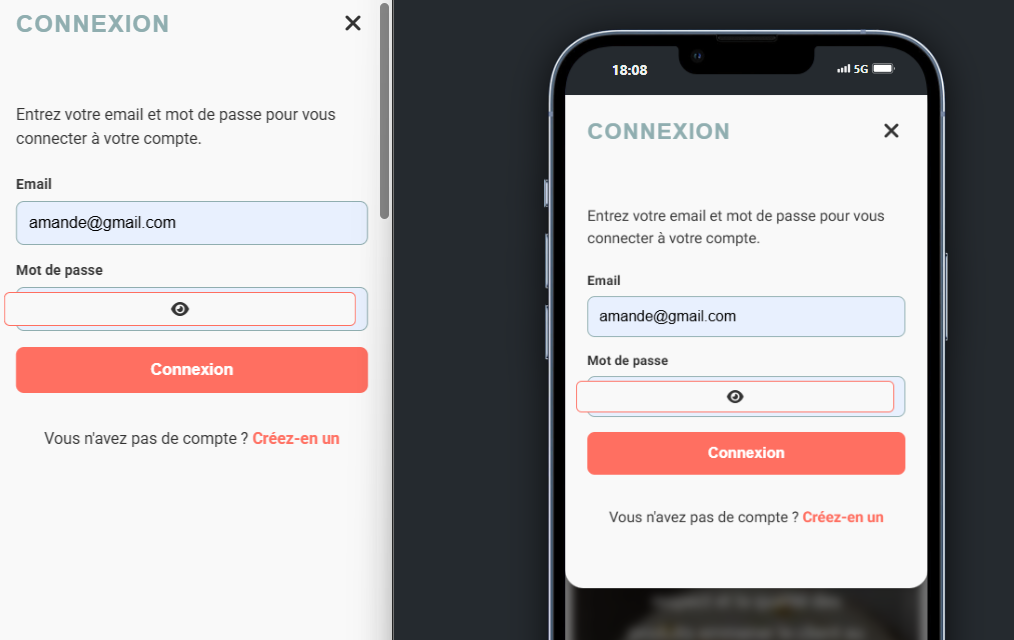 CONNEXION
Entrez votre email et mot de passe pour vous
connecter à votre compte.
Email
amande@gmail.com
Mot de passe
Connexion
Vous n'avez pas de compte ? Créez-en un
18:08
5G
CONNEXION
Entrez votre email et mot de passe pour vous
connecter à votre compte.
Email
amande@gmail.com
Mot de passe
Connexion
Vous n'avez pas de compte ? Créez-en un